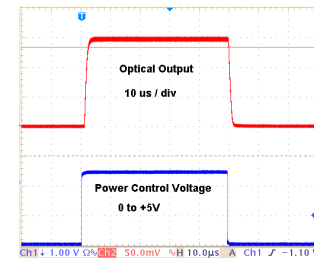 T
Optical Output
10 us / div
Power Control Voltage
0 to +5V
Ch1 ↓ 1.00 V Ω% Ch2 50.0mV %H 10.0µs A Ch1 ∫ −1.10